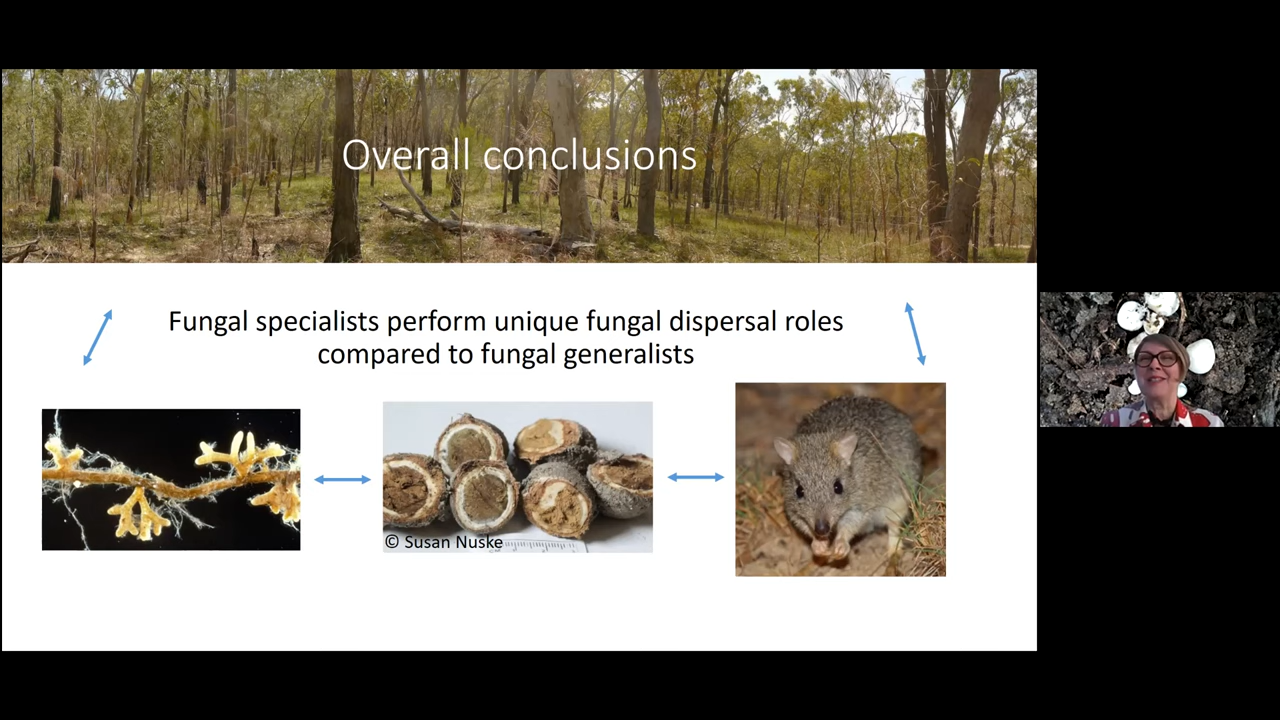 Overall conclusions
Fungal specialists perform unique fungal dispersal roles
compared to fungal generalists
© Susan Nuske